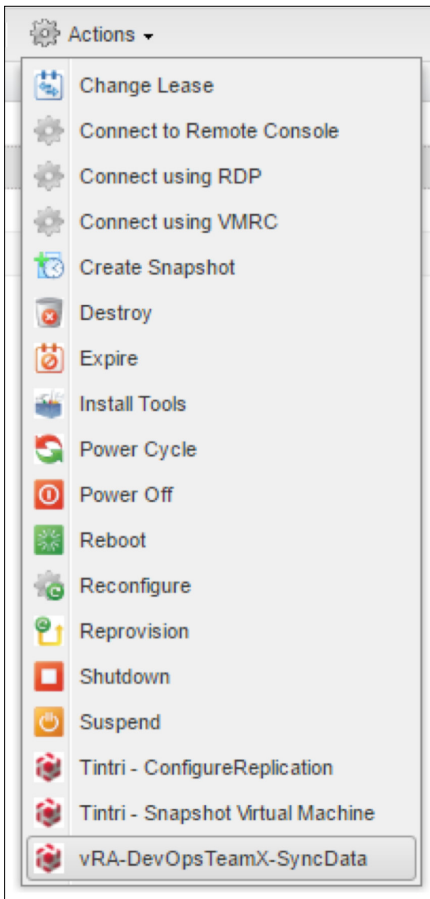 Actions
Change Lease
Connect to Remote Console
Connect using RDP
Connect using VMRC
Create Snapshot
Destroy
Expire
Install Tools
Power Cycle
Power Off
Reboot
Reconfigure
Reprovision
Shutdown
Suspend
Tintri - ConfigureReplication
Tintri - Snapshot Virtual Machine
vRA-DevOpsTeamX-SyncData